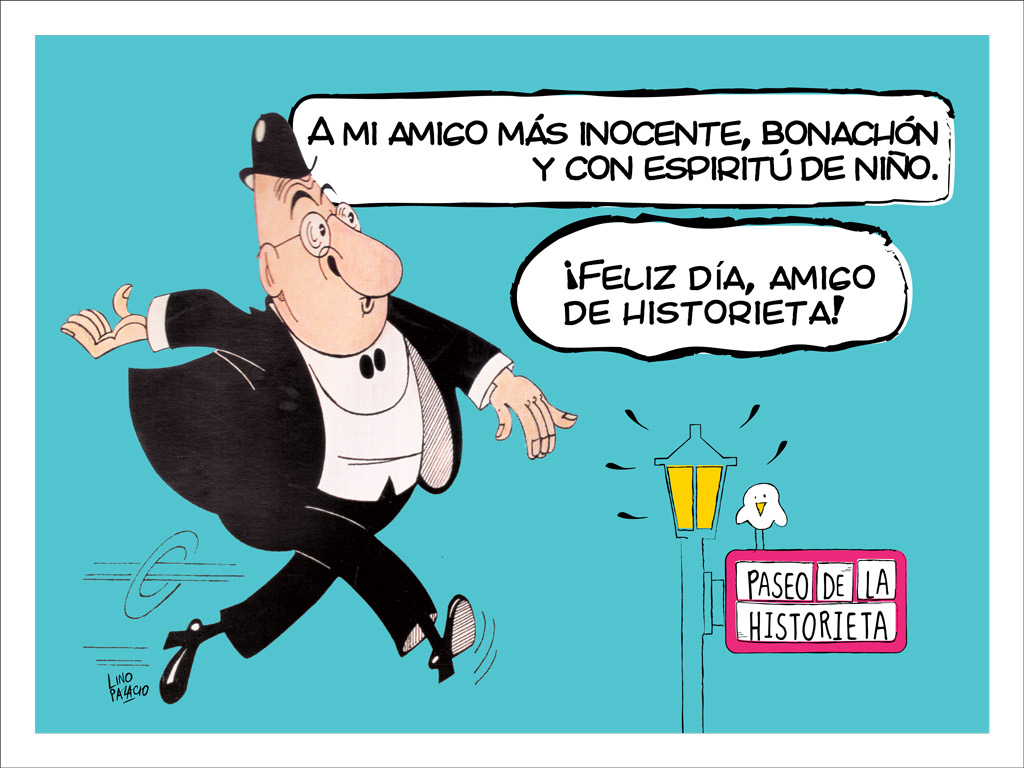 A MI AMIGO MÁS INOCENTE, BONACHÓN
Y CON ESPIRITÚ DE NIÑO.
¡FELIZ DÍA, AMIGO
DE HISTORIETA!
PASEO DE LA
HISTORIETA
LINO
PALACIO